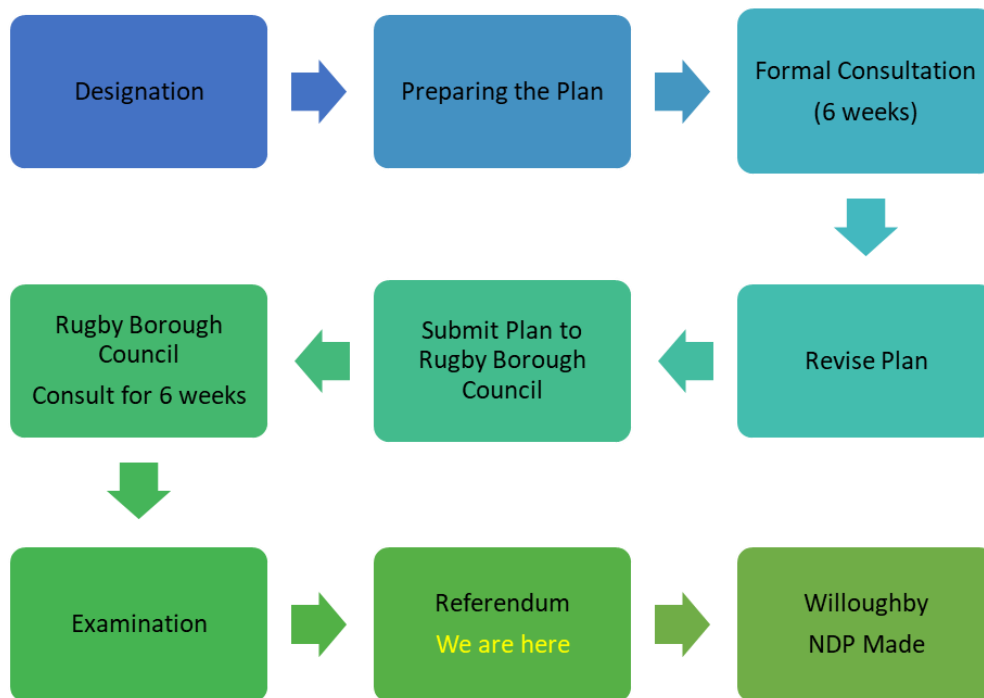 Designation
Preparing the Plan
Formal Consultation
(6 weeks)
Revise Plan
Submit Plan to
Rugby Borough
Council
Rugby Borough
Council
Consult for 6 weeks
Examination
Referendum
We are here
Willoughby
NDP Made